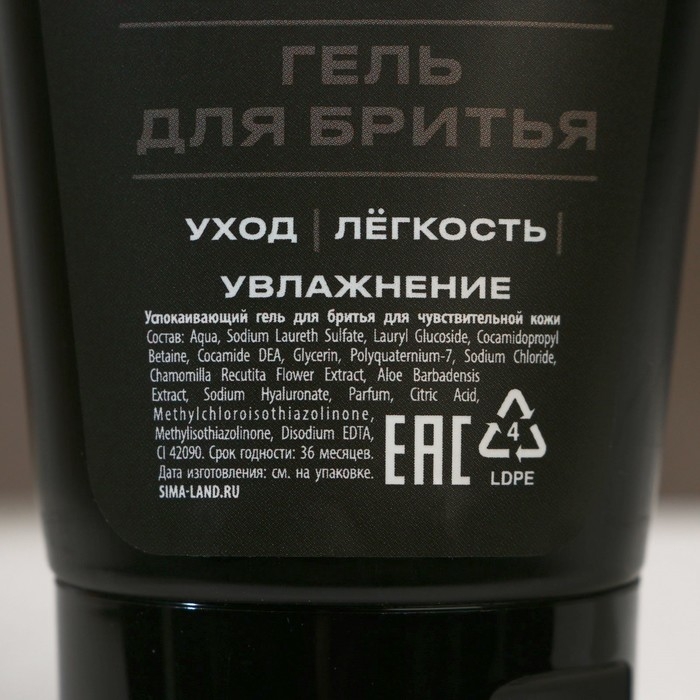 ГЕЛЬ
ДЛЯ БРИТЬЯ
УХОД | ЛЁГКОСТЬ |
УВЛАЖНЕНИЕ
Успокаивающий гель для бритья для чувствительной кожи
Состав: Aqua, Sodium Laureth Sulfate, Lauryl Glucoside, Cocamidopropyl
Betaine, Cocamide DEA, Glycerin, Polyquaternium-7, Sodium Chloride,
Chamomilla Recutita Flower Extract, Aloe Barbadensis
Extract, Sodium Hyaluronate, Parfum, Citric Acid,
Methylchloroisothiazolinone,
Methylisothiazolinone, Disodium EDTA,
CI 42090. Срок годности: 36 месяцев.
Дата изготовления: см. на упаковке.
SIMA-LAND.RU
EAC
4
LDPE